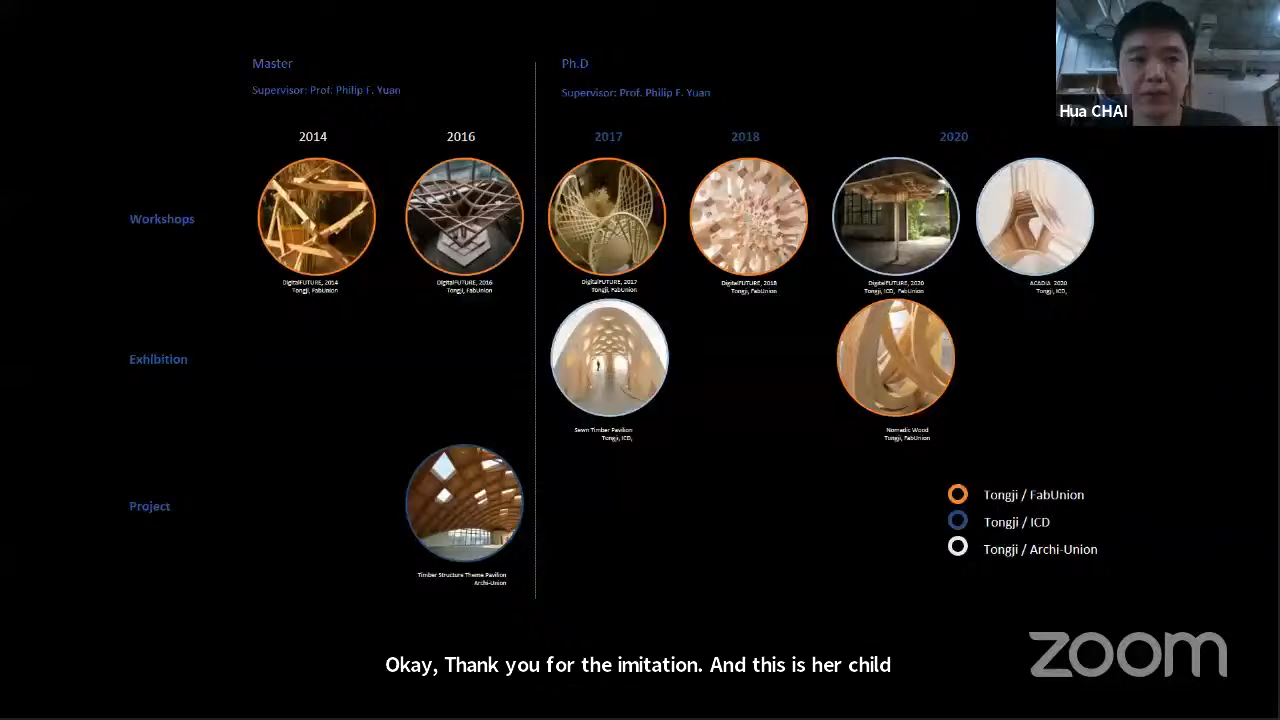 Master
Ph.D
Supervisor: Prof. Philip F. Yuan
Supervisor: Prof. Philip F. Yuan
Hua CHAI
2014
2016
2017
2018
2020
Workshops
DigitalFUTURE, 2014
Tongji, FabUnion
DigitalFUTURE, 2016
Tongji, FabUnion
DigitalFUTURE, 2017
Tongji, FabUnion
DigitalFUTURE, 2018
Tongji, FabUnion
DigitalFUTURE, 2020
Tongji, ICD, FabUnion
ACADIA 2020
Tongji, ICD,
Exhibition
Sewn Timber Pavilion
Tongji, ICD,
Nomadic Wood
Tongji, FabUnion
Project
Timber Structure Theme Pavilion
Archi-Union
Tongji / FabUnion
Tongji / ICD
Tongji / Archi-Union
Okay, Thank you for the imitation. And this is her child
zoom